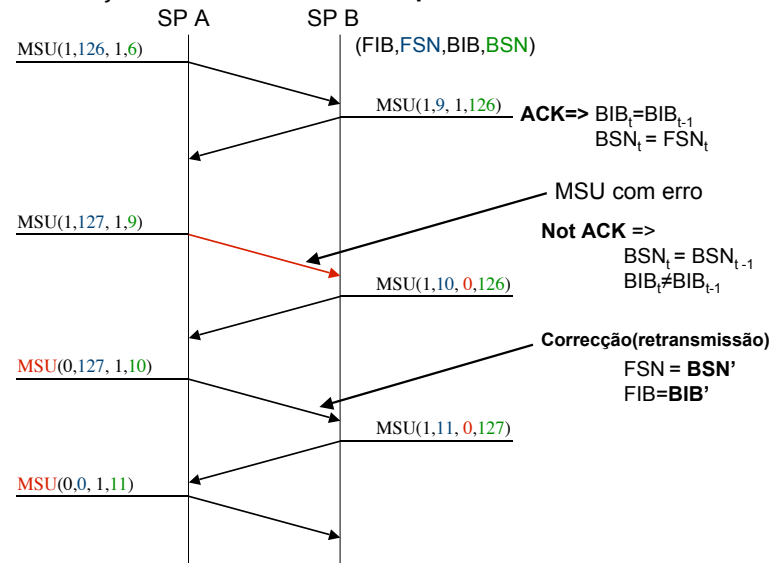 SP A SP B
(FIB,FSN,BIB,BSN)
MSU(1,126, 1,6)
MSU(1,9, 1,126)
ACK=> BIBt=BIBt-1
BSNt = FSNt
MSU com erro
MSU(1,127, 1,9)
Not ACK =>
BSNt = BSNt -1
BIBt≠BIBt-1
MSU(1,10, 0,126)
Correcção(retransmissão)
MSU(0,127, 1,10)
FSN = BSN'
FIB=BIB'
MSU(1,11, 0,127)
MSU(0,0, 1,11)